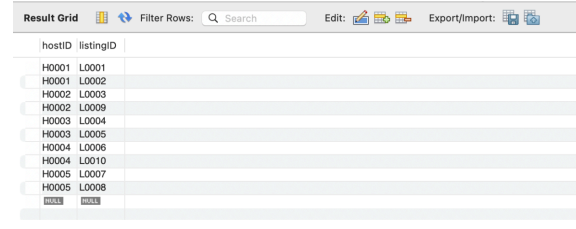 Result Grid Filter Rows: Search Edit: Export/Import:
hostID listingID
H0001 L0001
H0001 L0002
H0002 L0003
H0002 L0009
H0003 L0004
H0003 L0005
H0004 L0006
H0004 L0010
H0005 L0007
H0005 L0008
NULL NULL